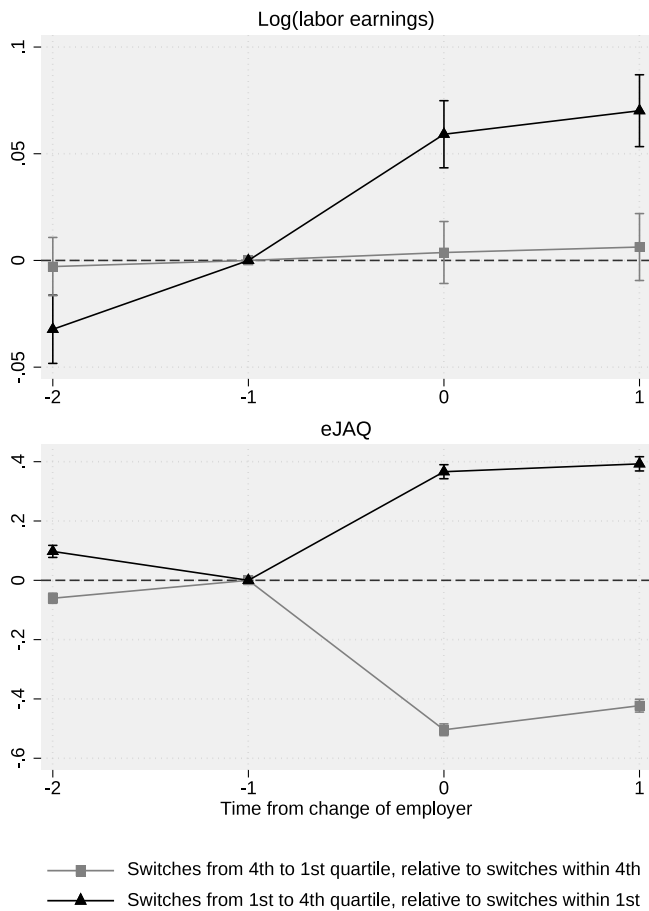 Log(labor earnings)
.1
.05
0
-.05
-2 -1 0 1
eJAQ
.4
.2
0
-.2
-.4
-.6
-2 -1 0 1
Time from change of employer
Switches from 4th to 1st quartile, relative to switches within 4th
Switches from 1st to 4th quartile, relative to switches within 1st